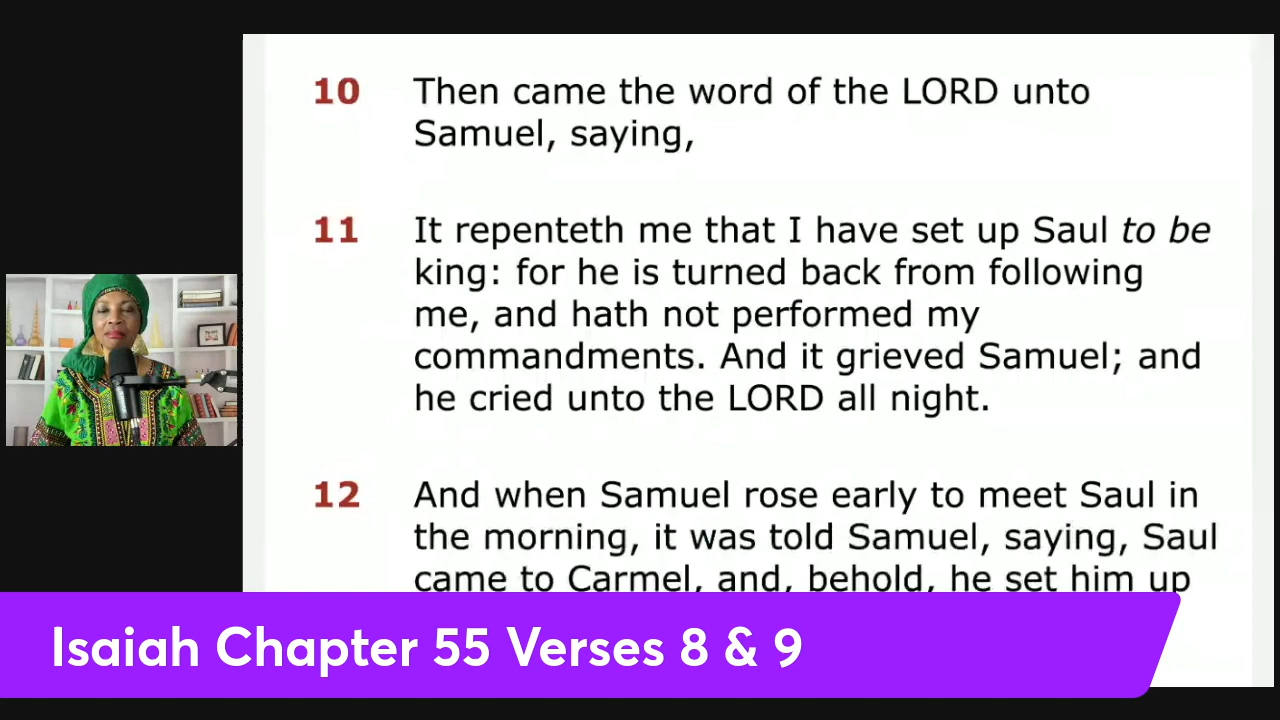 10 Then came the word of the LORD unto
Samuel, saying,
11 It repenteth me that I have set up Saul to be
king: for he is turned back from following
me, and hath not performed my
commandments. And it grieved Samuel; and
he cried unto the LORD all night.
12 And when Samuel rose early to meet Saul in
the morning, it was told Samuel, saying, Saul
came to Carmel, and, behold, he set him up
Isaiah Chapter 55 Verses 8 & 9